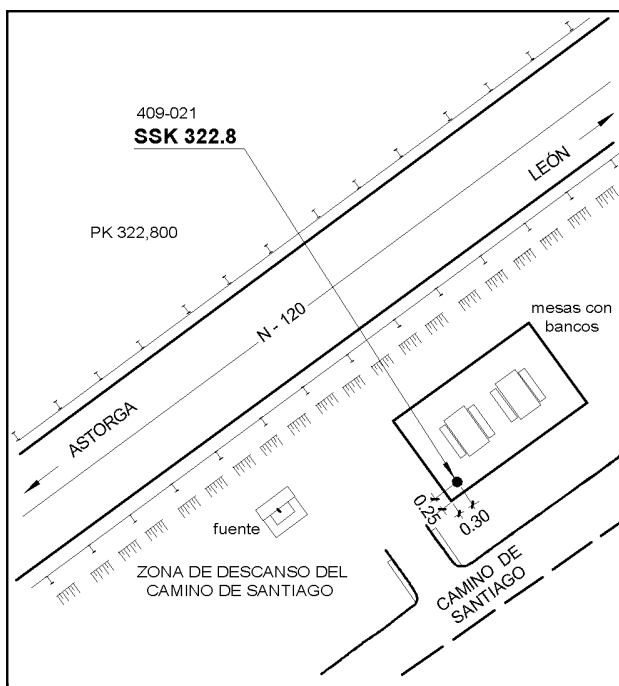 409-021
SSK 322.8
LEÓN
PK 322,800
mesas con
bancos
N - 120
ASTORGA
0.25
0.30
fuente
ZONA DE DESCANSO DEL
CAMINO DE SANTIAGO
CAMINO DE
SANTIAGO